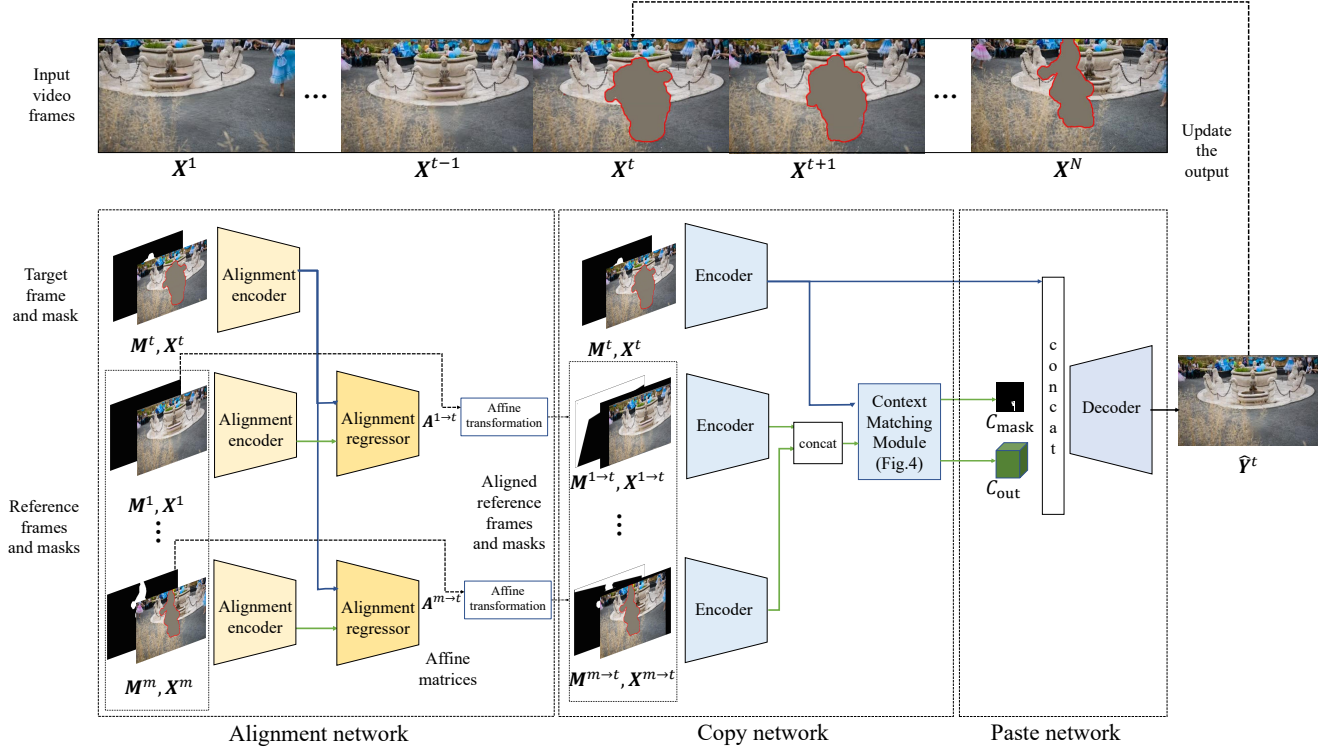 Input
video
frames
...
...
X^1
X^{t-1}
X^t
X^{t+1}
X^N
Update
the
output
Target
frame
and mask
Alignment
encoder
M^t, X^t
Reference
frames
and masks
Alignment
encoder
Alignment
regressor
A^{1→t}
Affine
transformation
M^1, X^1
⋮
Aligned
reference
frames
and masks
Alignment
encoder
Alignment
regressor
A^{m→t}
Affine
transformation
M^m, X^m
Affine
matrices
Alignment network
Encoder
M^t, X^t
Encoder
M^{1→t}, X^{1→t}
⋮
Encoder
M^{m→t}, X^{m→t}
concat
Context
Matching
Module
(Fig.4)
Copy network
C_mask
C_out
concat
Decoder
Ŷ^t
Paste network